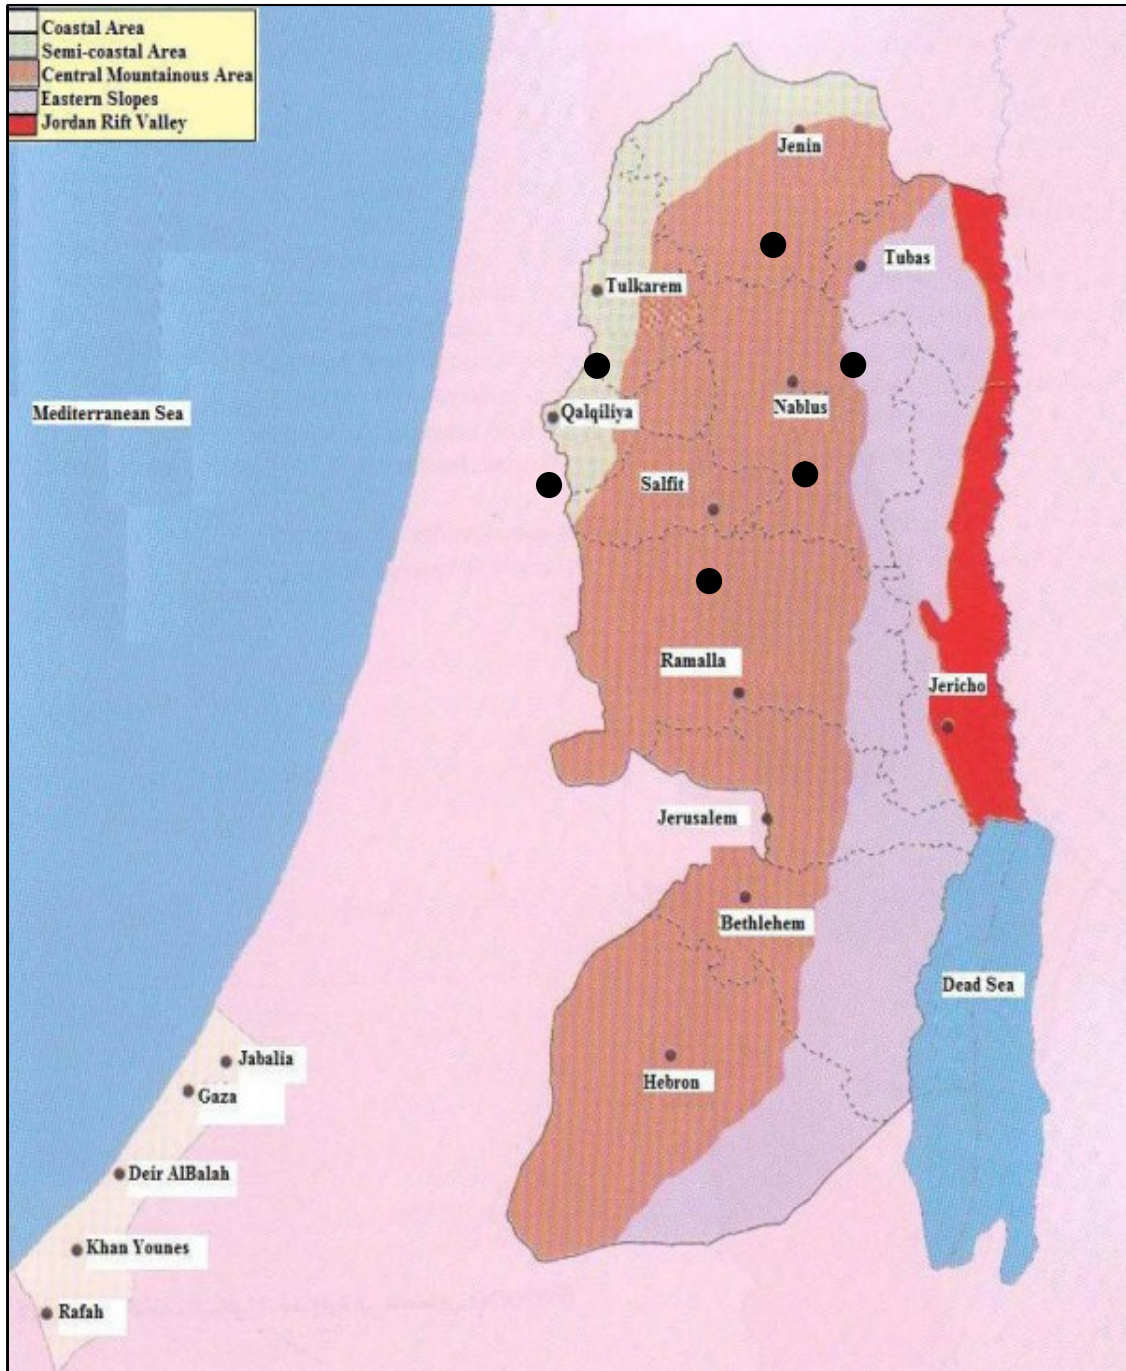 Coastal Area
Semi-coastal Area
Central Mountainous Area
Eastern Slopes
Jordan Rift Valley
Jenin
Tubas
Tulkarem
Mediterranean Sea
Qalqiliya
Nablus
Salfit
Ramalla
Jericho
Jerusalem
Bethlehem
Dead Sea
Jabalia
Hebron
Gaza
Deir AlBalah
Khan Younes
Rafah